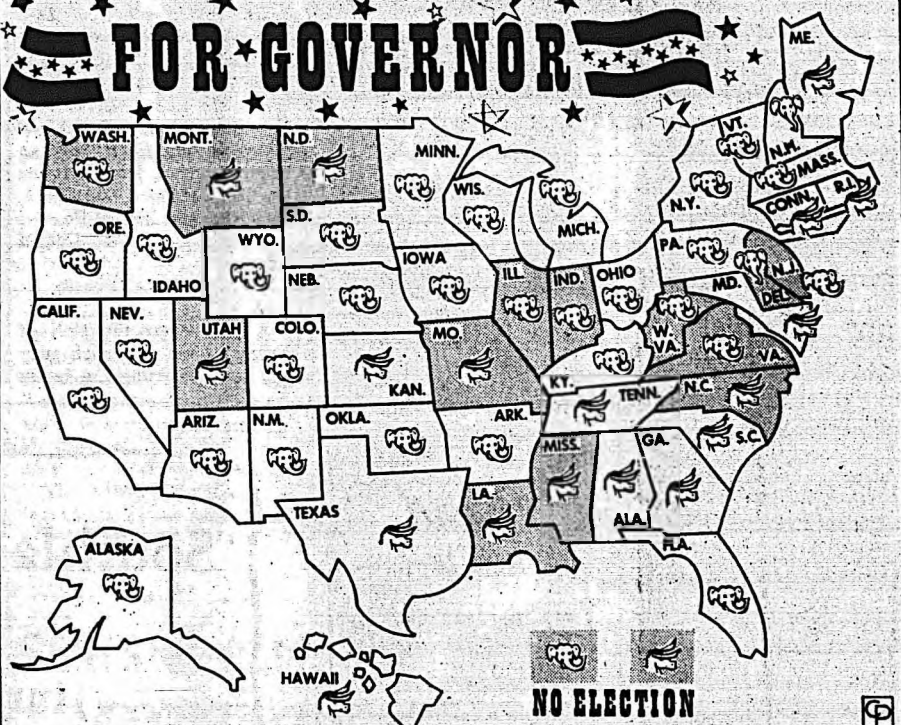 FOR GOVERNOR
ME.
WASH.
MONT.
N.D.
MINN.
VT.
N.H.
MASS.
WIS.
N.Y.
CONN.
R.I.
ORE.
S.D.
MICH.
WYO.
PA.
IDAHO
NEB.
IOWA
ILL.
IND.
OHIO
MD.
N.J.
DEL.
CALIF.
NEV.
UTAH
COLO.
MO.
W.
VA.
VA.
KAN.
KY.
TENN.
N.C.
ARIZ.
N.M.
OKLA.
ARK.
MISS.
GA.
S.C.
LA.
TEXAS
ALA.
FLA.
ALASKA
HAWAII
NO ELECTION